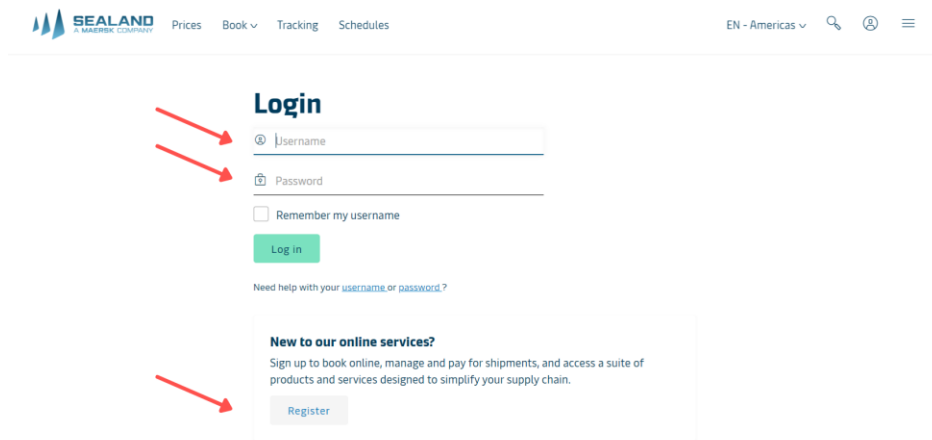 SEALAND
A MAERSK COMPANY
Prices Book Tracking Schedules EN - Americas
Login
Username
Password
Remember my username
Log in
Need help with your username or password ?
New to our online services?
Sign up to book online, manage and pay for shipments, and access a suite of
products and services designed to simplify your supply chain.
Register